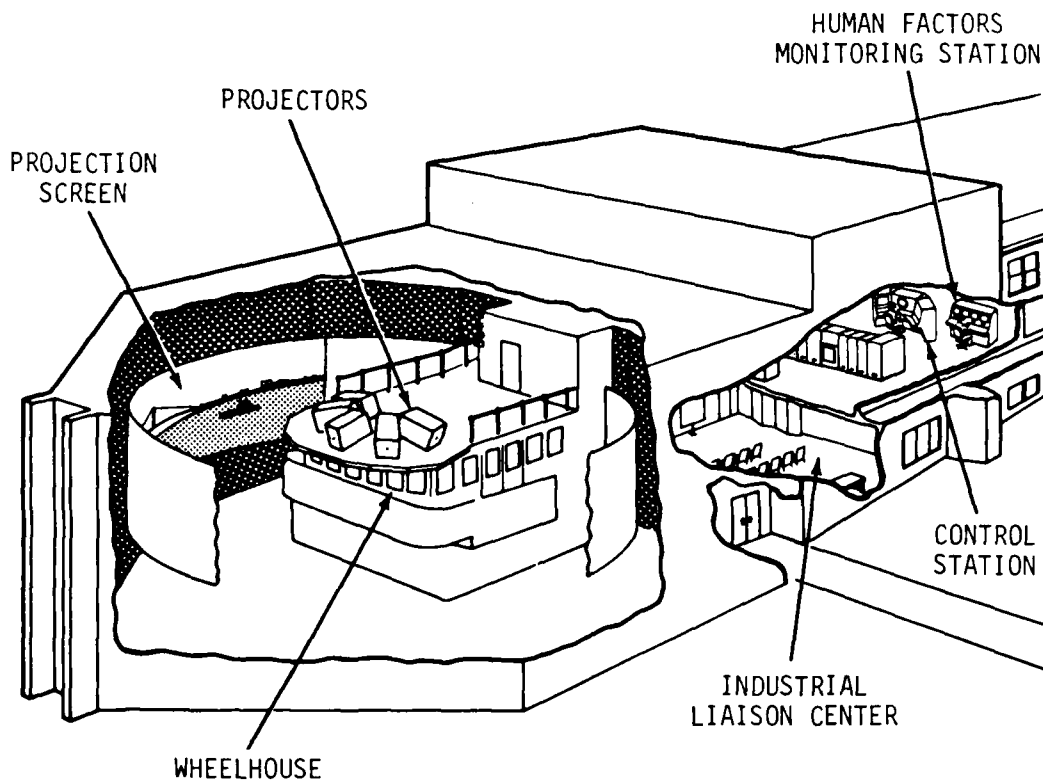 HUMAN FACTORS
MONITORING STATION
PROJECTORS
PROJECTION
SCREEN
CONTROL
STATION
INDUSTRIAL
LIAISON CENTER
WHEELHOUSE